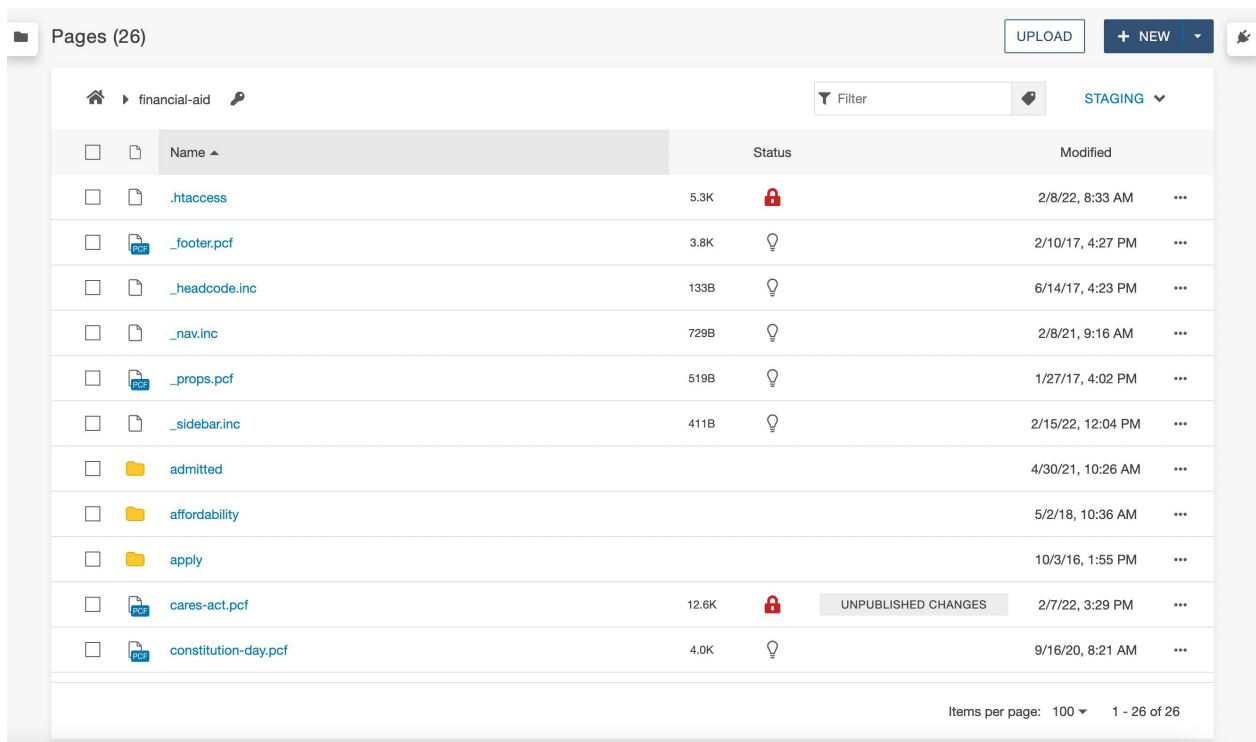 Pages (26)
UPLOAD
+ NEW
financial-aid
Filter
STAGING
Name Status Modified
.htaccess 5.3K 2/8/22, 8:33 AM
PCF _footer.pcf 3.8K 2/10/17, 4:27 PM
_headcode.inc 133B 6/14/17, 4:23 PM
_nav.inc 729B 2/8/21, 9:16 AM
PCF _props.pcf 519B 1/27/17, 4:02 PM
_sidebar.inc 411B 2/15/22, 12:04 PM
admitted 4/30/21, 10:26 AM
affordability 5/2/18, 10:36 AM
apply 10/3/16, 1:55 PM
PCF cares-act.pcf 12.6K UNPUBLISHED CHANGES 2/7/22, 3:29 PM
PCF constitution-day.pcf 4.0K 9/16/20, 8:21 AM
Items per page: 100 1 - 26 of 26